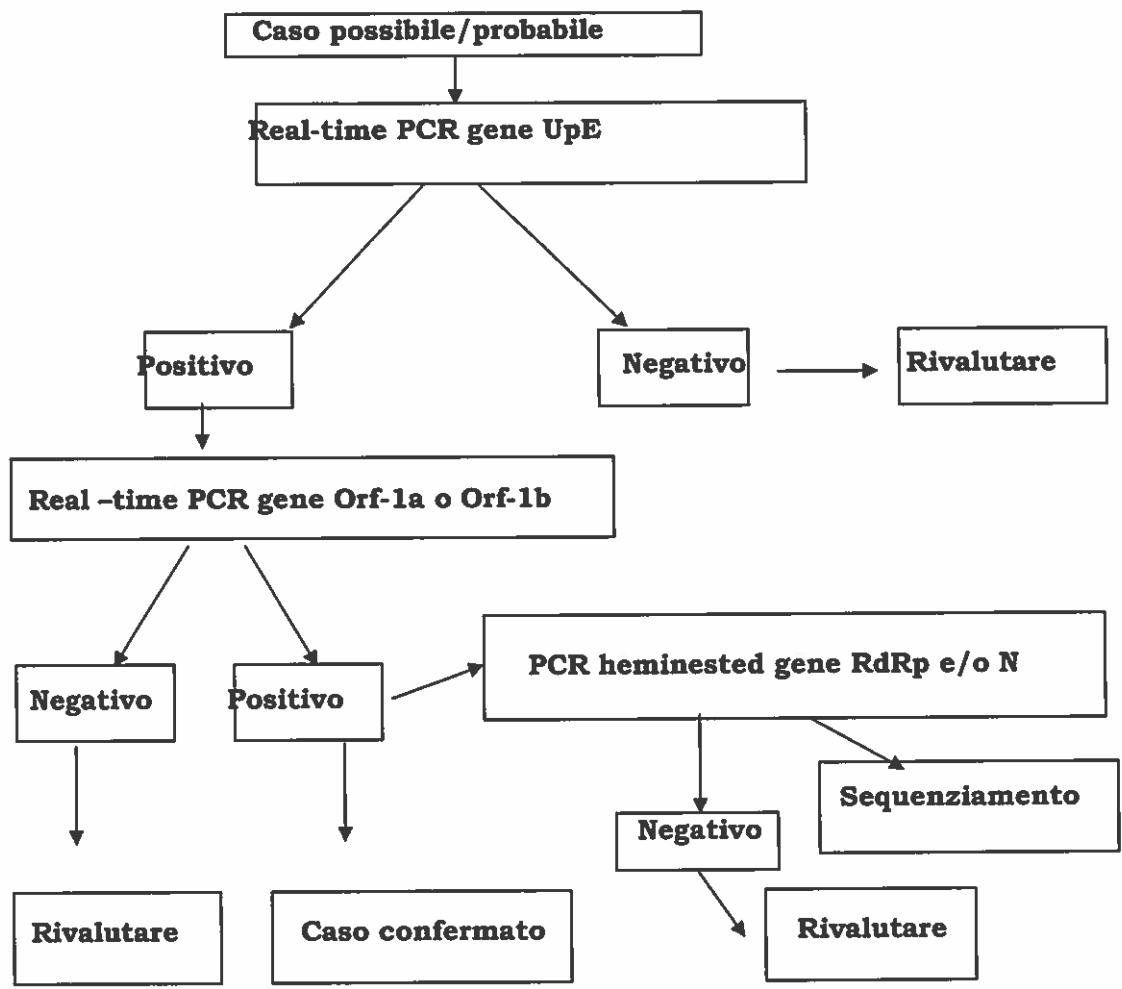 Caso possibile/probabile
Real-time PCR gene UpE
Positivo
Negativo
Rivalutare
Real –time PCR gene Orf-1a o Orf-1b
Negativo
Positivo
PCR heminested gene RdRp e/o N
Sequenziamento
Negativo
Rivalutare
Caso confermato
Rivalutare